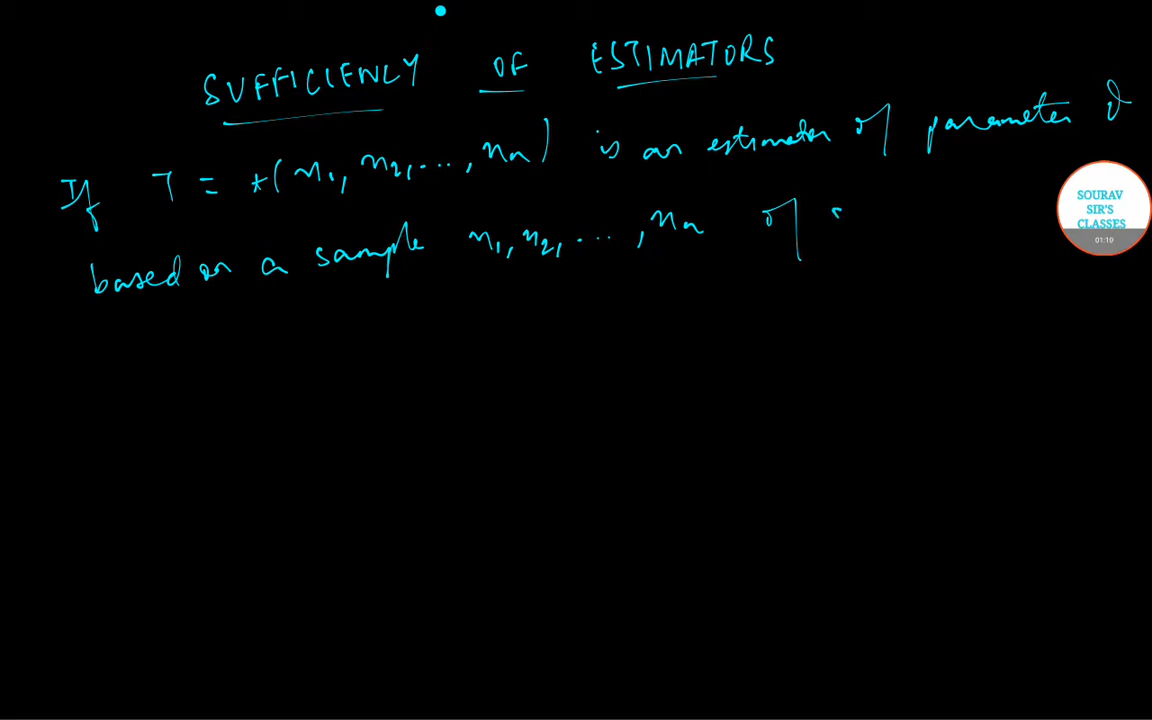 SUFFICIENCY OF ESTIMATORS
If T = t(x1, x2, ..., xn) is an estimator of parameter θ
based on a sample x1, x2, ..., xn of s
SOURAV
SIR'S
CLASSES
01:10